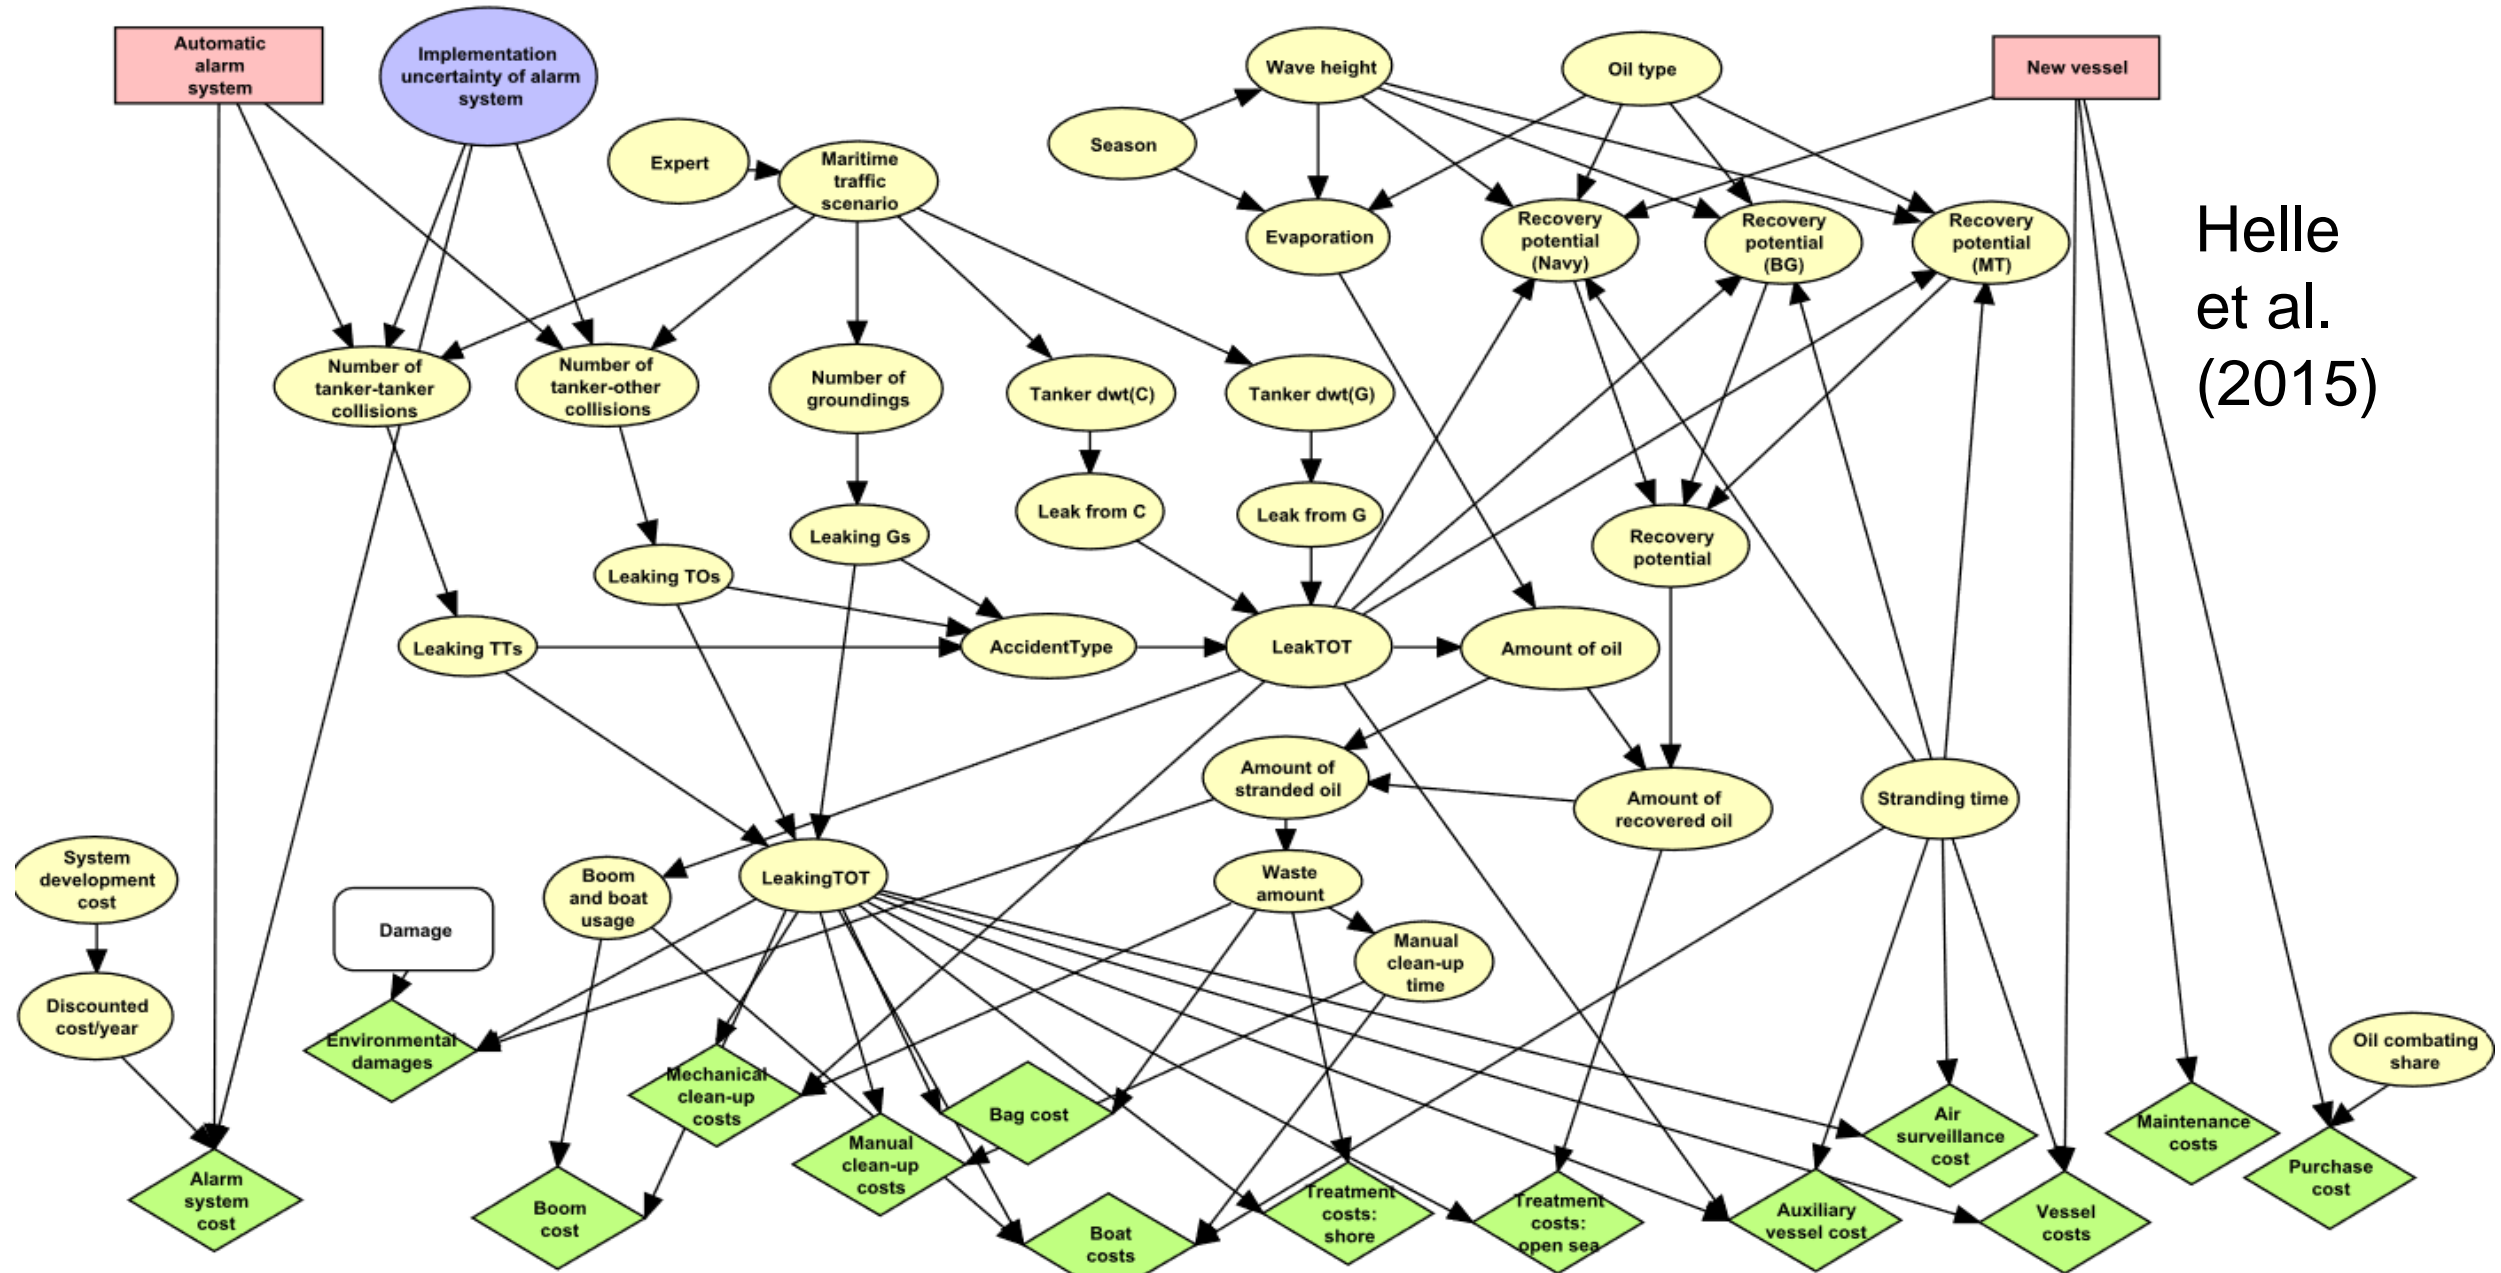 Automatic
alarm
system
Implementation
uncertainty of alarm
system
Wave height
Oil type
New vessel
Season
Expert
Maritime
traffic
scenario
Helle
et al.
(2015)
Evaporation
Recovery
potential
(Navy)
Recovery
potential
(BG)
Recovery
potential
(MT)
Number of
tanker-tanker
collisions
Number of
tanker-other
collisions
Number of
groundings
Tanker dwt(C)
Tanker dwt(G)
Leak from C
Leak from G
Leaking Gs
Recovery
potential
Leaking TOs
Leaking TTs
AccidentType
LeakTOT
Amount of oil
Amount of
stranded oil
Amount of
recovered oil
Stranding time
System
development
cost
Damage
Boom
and boat
usage
LeakingTOT
Waste
amount
Manual
clean-up
time
Discounted
cost/year
Environmental
damages
Oil combating
share
Mechanical
clean-up
costs
Bag cost
Air
surveillance
cost
Maintenance
costs
Manual
clean-up
costs
Purchase
cost
Alarm
system
cost
Boom
cost
Boat
costs
Treatment
costs:
shore
Treatment
costs:
open sea
Auxiliary
vessel cost
Vessel
costs